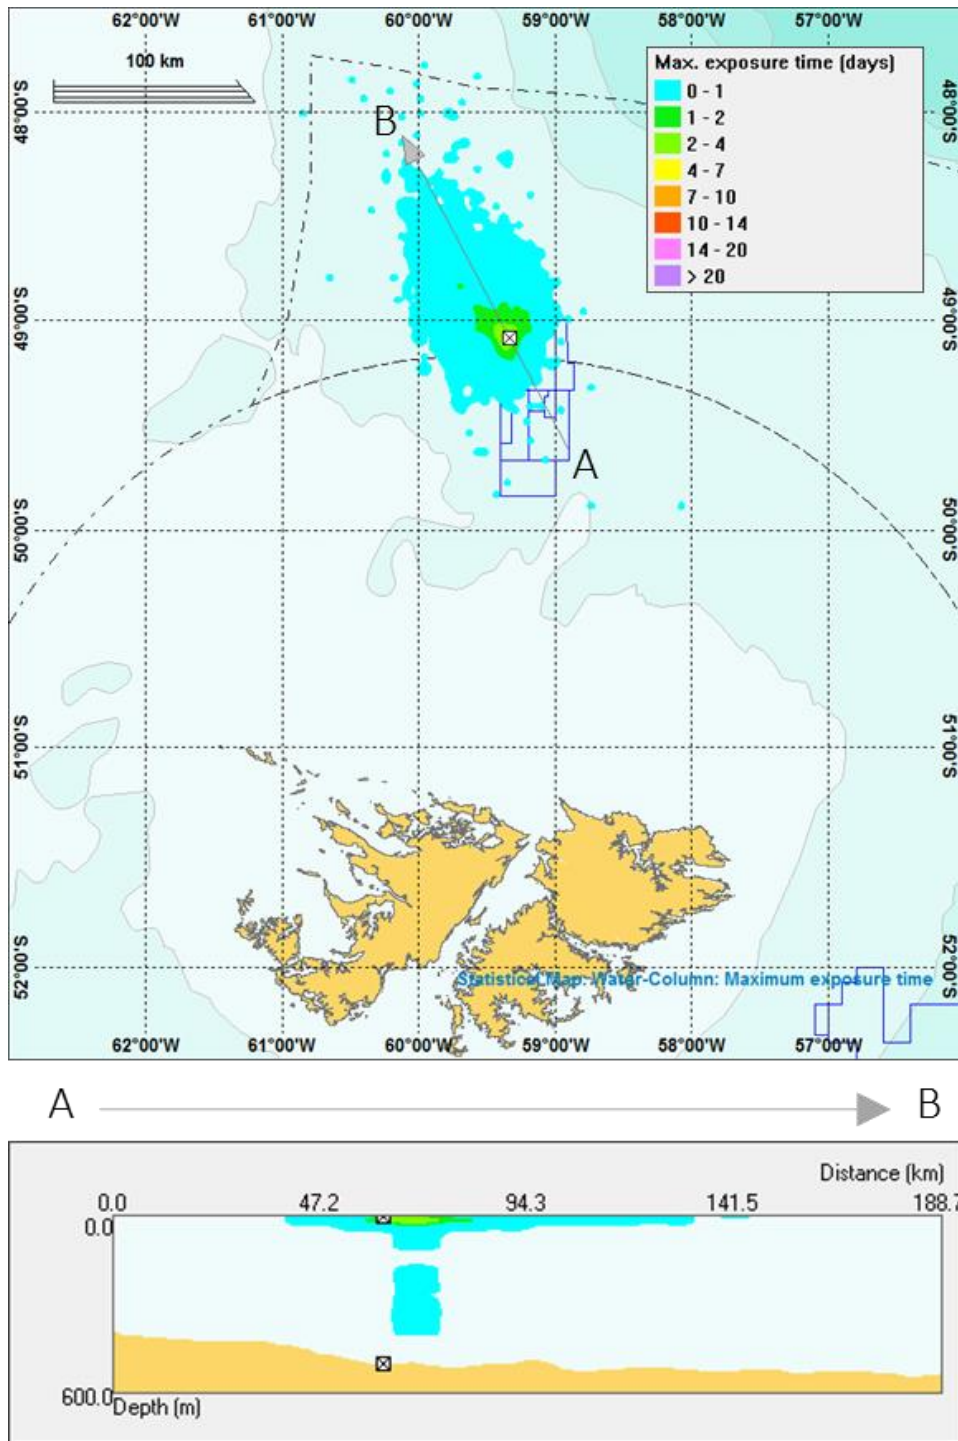 62°00'W 61°00'W 60°00'W 59°00'W 58°00'W 57°00'W
100 km
Max. exposure time (days)
0 - 1
1 - 2
2 - 4
4 - 7
7 - 10
10 - 14
14 - 20
> 20
48°00'S 48°00'S
B
49°00'S 49°00'S
A
50°00'S 50°00'S
51°00'S 51°00'S
52°00'S 52°00'S
Statistical Map: Water-Column: Maximum exposure time
62°00'W 61°00'W 60°00'W 59°00'W 58°00'W 57°00'W
A B
Distance (km)
0.0 47.2 94.3 141.5 188.7
0.0
600.0
Depth (m)